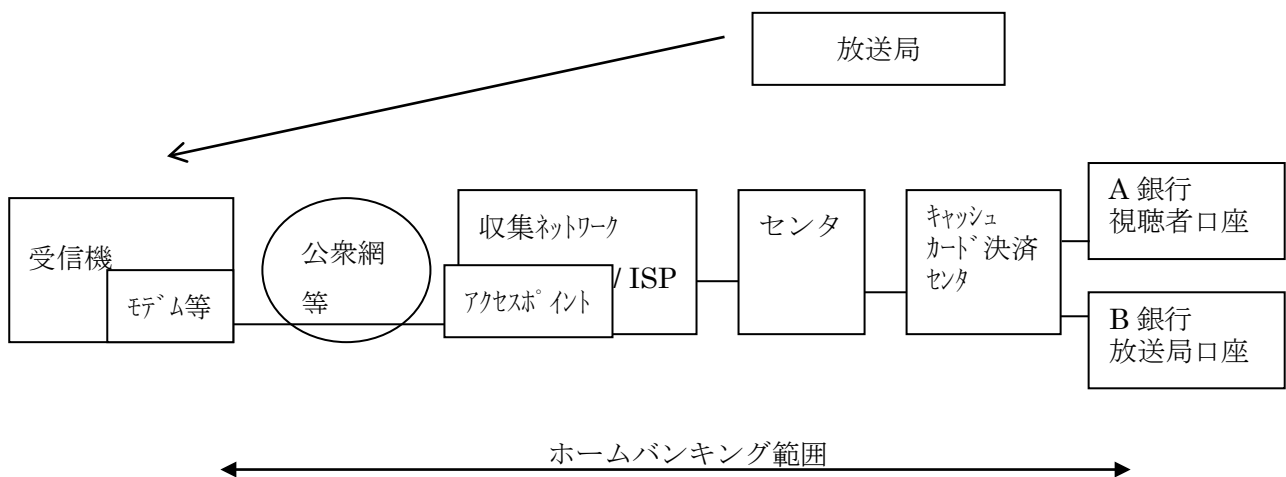 放送局
受信機
ﾓﾃﾞﾑ等
公衆網
等
収集ﾈｯﾄﾜｰｸ
/ ISP
ｱｸｾｽﾎﾟｲﾝﾄ
センタ
ｷｬｯｼｭ
ｶｰﾄﾞ決済
ｾﾝﾀ
A 銀行
視聴者口座
B 銀行
放送局口座
ホームバンキング範囲